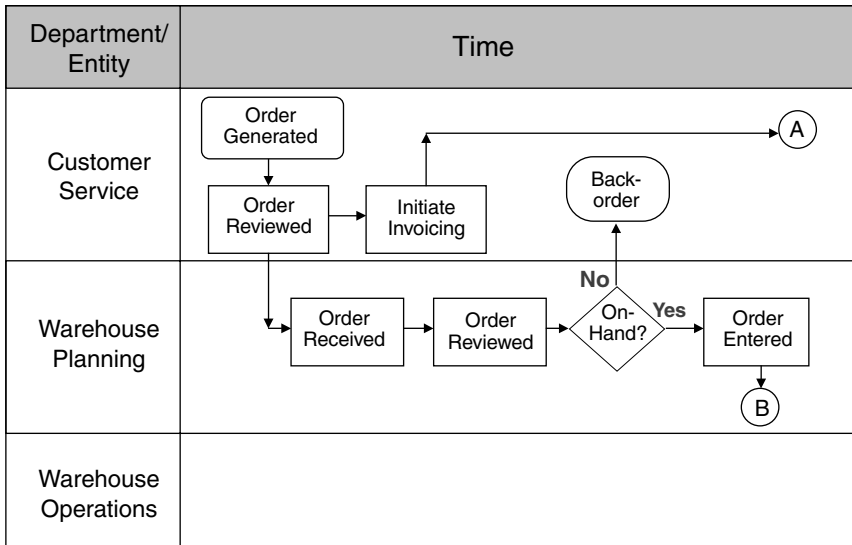 Department/
Entity
Time
Customer
Service
Order
Generated
A
Order
Reviewed
Initiate
Invoicing
Back-
order
Warehouse
Planning
Order
Received
Order
Reviewed
No
On-
Hand?
Yes
Order
Entered
B
Warehouse
Operations